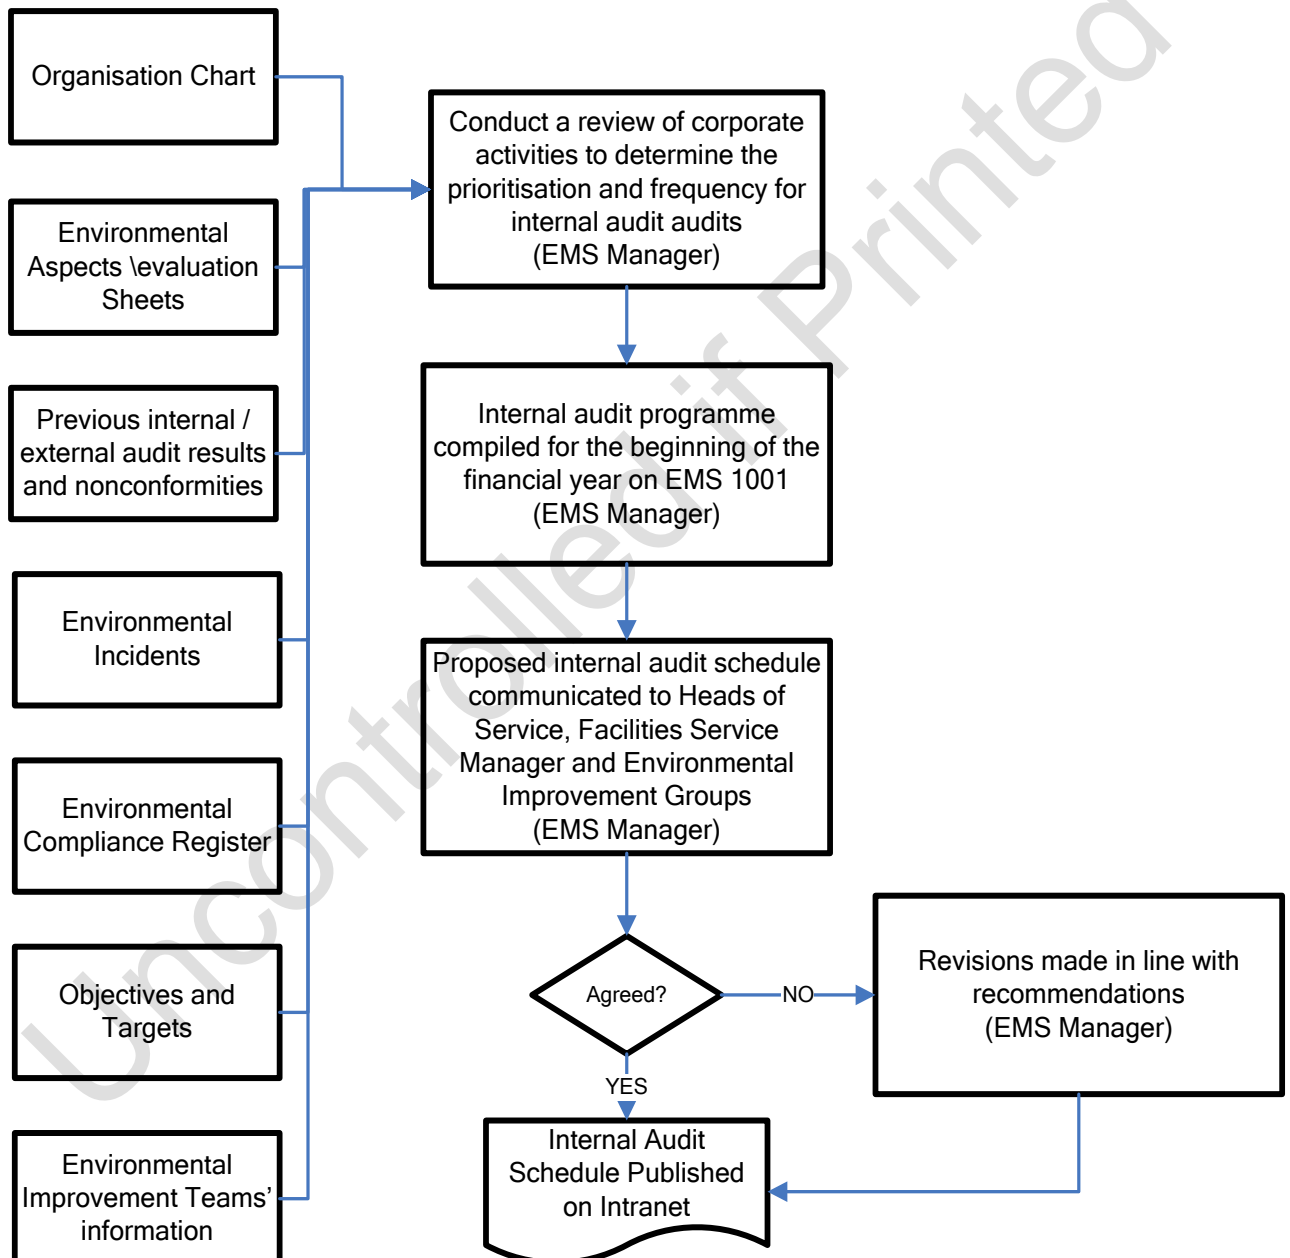 Organisation Chart
Environmental
Aspects \evaluation
Sheets
Previous internal /
external audit results
and nonconformities
Environmental
Incidents
Environmental
Compliance Register
Objectives and
Targets
Environmental
Improvement Teams’
information
Conduct a review of corporate
activities to determine the
prioritisation and frequency for
internal audit audits
(EMS Manager)
Internal audit programme
compiled for the beginning of the
financial year on EMS 1001
(EMS Manager)
Proposed internal audit schedule
communicated to Heads of
Service, Facilities Service
Manager and Environmental
Improvement Groups
(EMS Manager)
Agreed?
NO
Revisions made in line with
recommendations
(EMS Manager)
YES
Internal Audit
Schedule Published
on Intranet
Uncontrolled if Printed